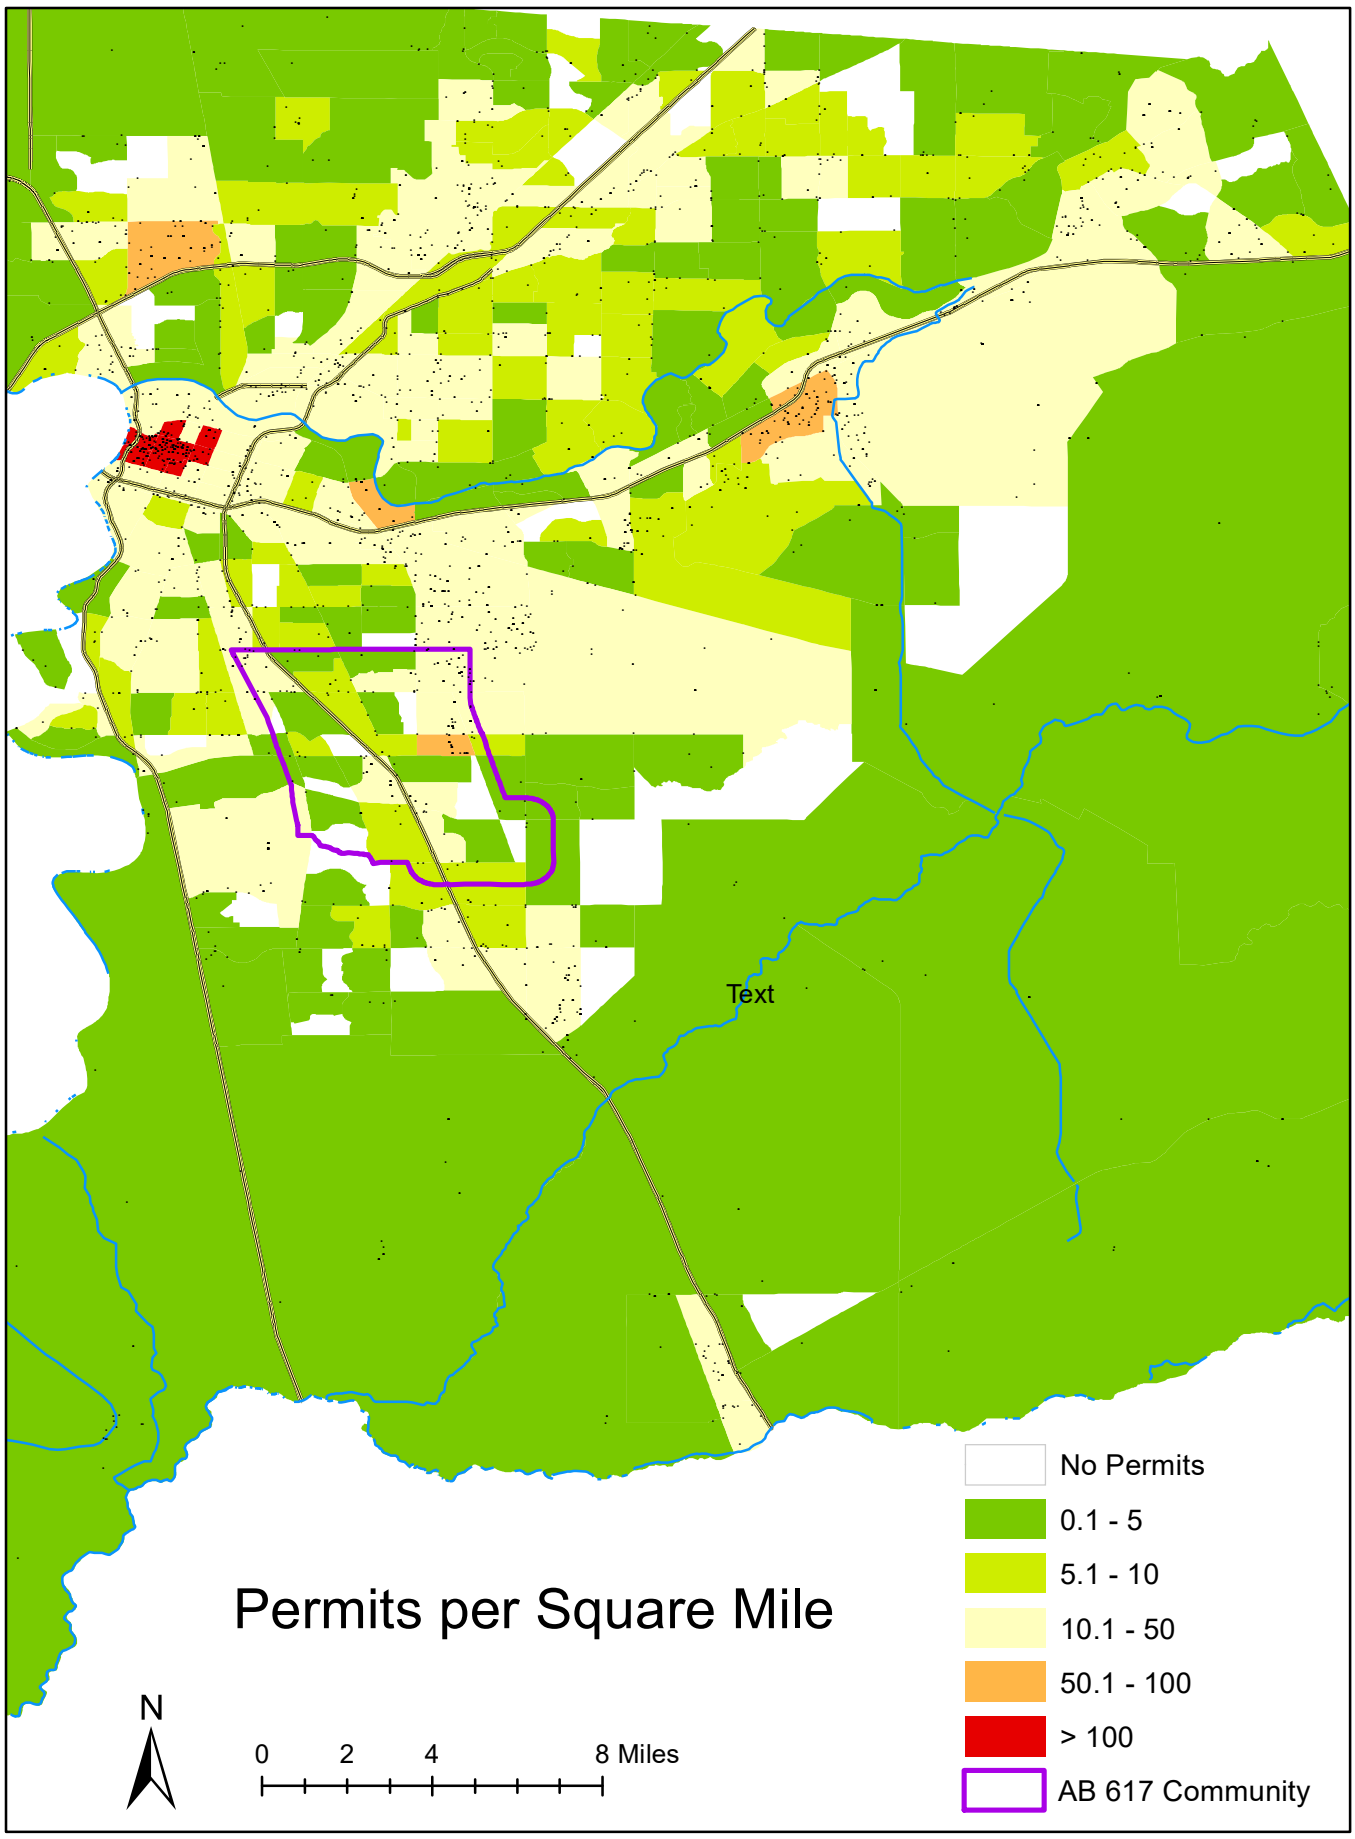 Text
No Permits
0.1 - 5
5.1 - 10
Permits per Square Mile
10.1 - 50
50.1 - 100
N
> 100
0 2 4 8 Miles
AB 617 Community